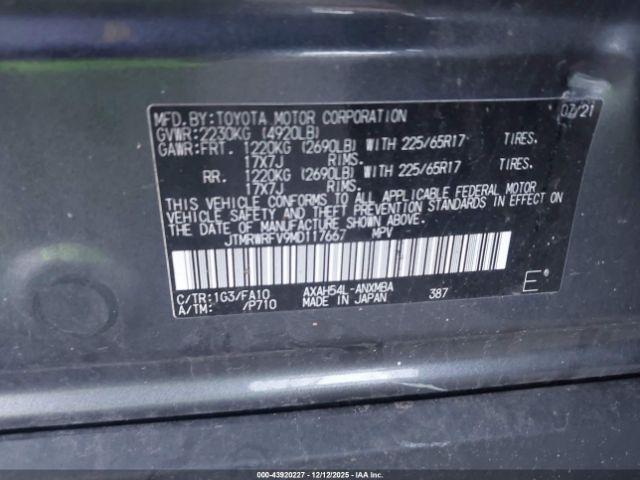 MFD.BY:TOYOTA MOTOR CORPORATION 07/21
GVWR:2230KG (4920LB)
GAWR:FRT. 1220KG (2690LB) WITH 225/65R17 TIRES.
17X7J RIMS.
RR. 1220KG (2690LB) WITH 225/65R17 TIRES.
17X7J RIMS.
THIS VEHICLE CONFORMS TO ALL APPLICABLE FEDERAL MOTOR
VEHICLE SAFETY AND THEFT PREVENTION STANDARDS IN EFFECT ON
THE DATE OF MANUFACTURE SHOWN ABOVE.
JTMRWRFV9MD117667 MPV
C/TR:1G3/FA10 AXAH54L-ANXMBA 387 E
A/TM: /P710 MADE IN JAPAN
000-43920227 - 12/12/2025 - IAAI.COM